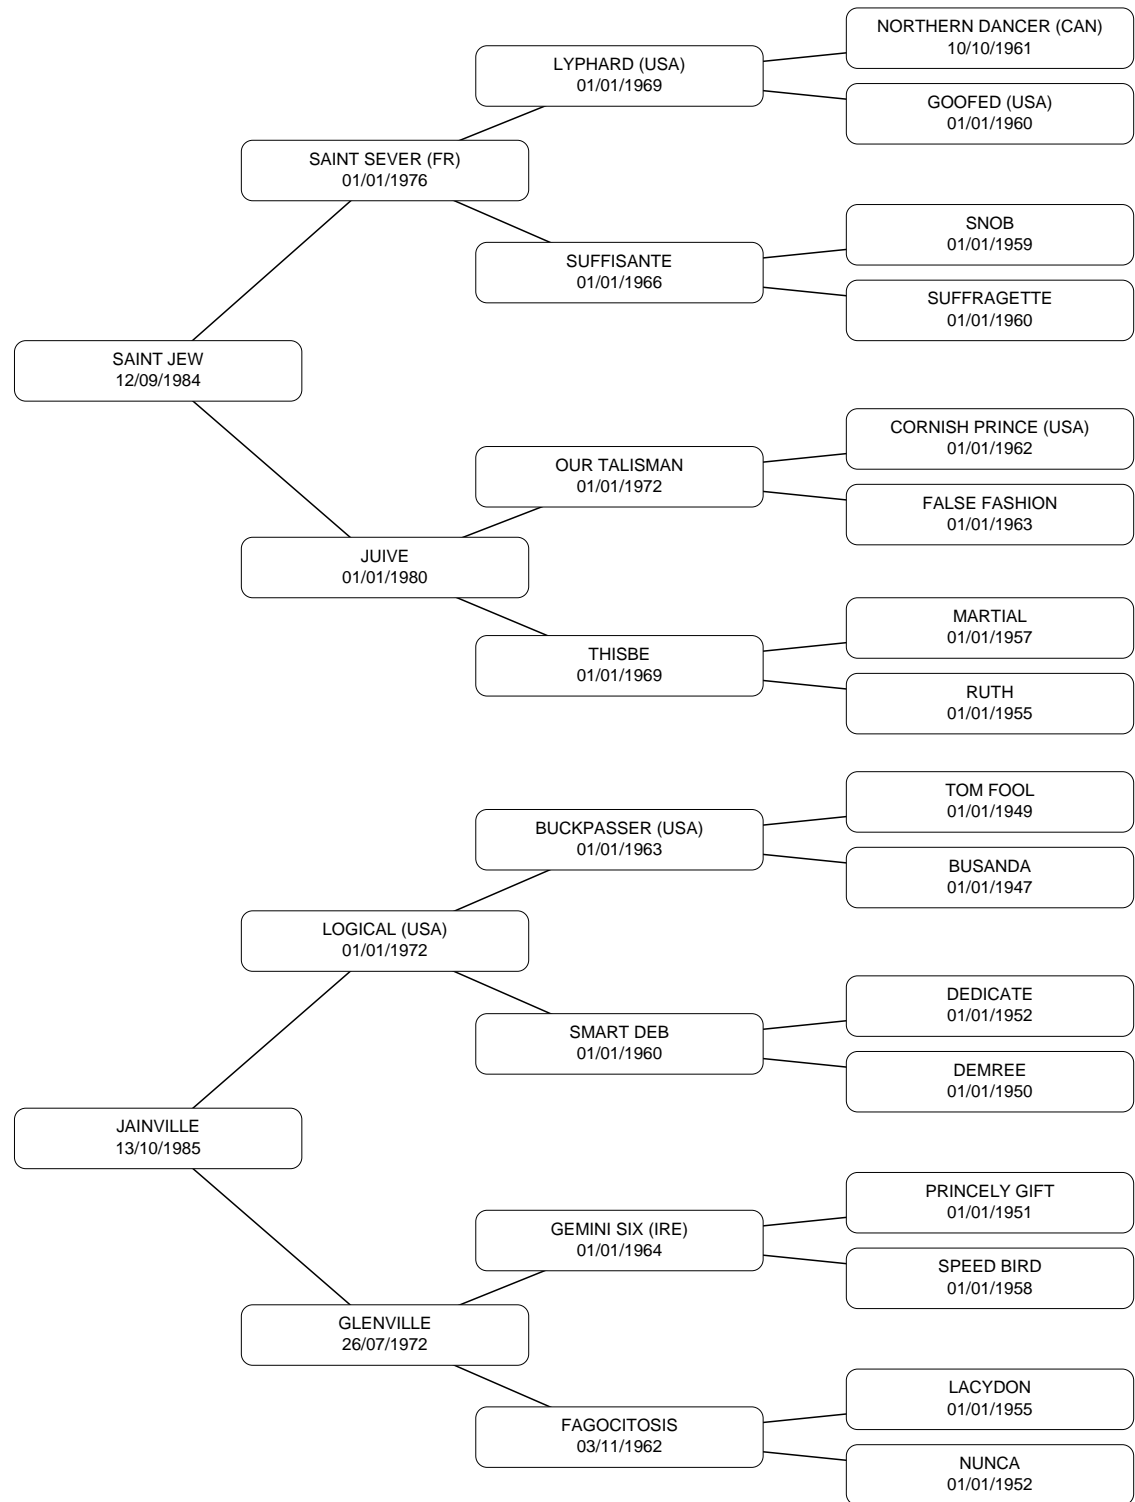 NORTHERN DANCER (CAN)
10/10/1961
LYPHARD (USA)
01/01/1969
GOOFED (USA)
01/01/1960
SAINT SEVER (FR)
01/01/1976
SNOB
01/01/1959
SUFFISANTE
01/01/1966
SUFFRAGETTE
01/01/1960
SAINT JEW
12/09/1984
CORNISH PRINCE (USA)
01/01/1962
OUR TALISMAN
01/01/1972
FALSE FASHION
01/01/1963
JUIVE
01/01/1980
MARTIAL
01/01/1957
THISBE
01/01/1969
RUTH
01/01/1955
TOM FOOL
01/01/1949
BUCKPASSER (USA)
01/01/1963
BUSANDA
01/01/1947
LOGICAL (USA)
01/01/1972
DEDICATE
01/01/1952
SMART DEB
01/01/1960
DEMREE
01/01/1950
JAINVILLE
13/10/1985
PRINCELY GIFT
01/01/1951
GEMINI SIX (IRE)
01/01/1964
SPEED BIRD
01/01/1958
GLENVILLE
26/07/1972
LACYDON
01/01/1955
FAGOCITOSIS
03/11/1962
NUNCA
01/01/1952